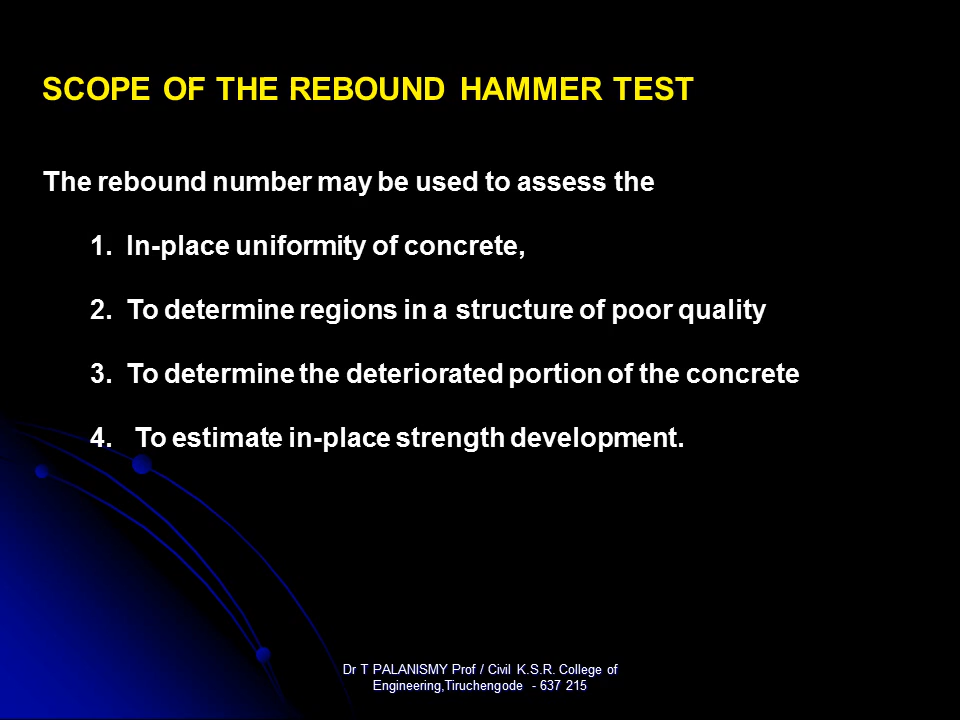 SCOPE OF THE REBOUND HAMMER TEST
The rebound number may be used to assess the
1. In-place uniformity of concrete,
2. To determine regions in a structure of poor quality
3. To determine the deteriorated portion of the concrete
4. To estimate in-place strength development.
Dr T PALANISMY Prof / Civil K.S.R. College of
Engineering,Tiruchengode - 637 215